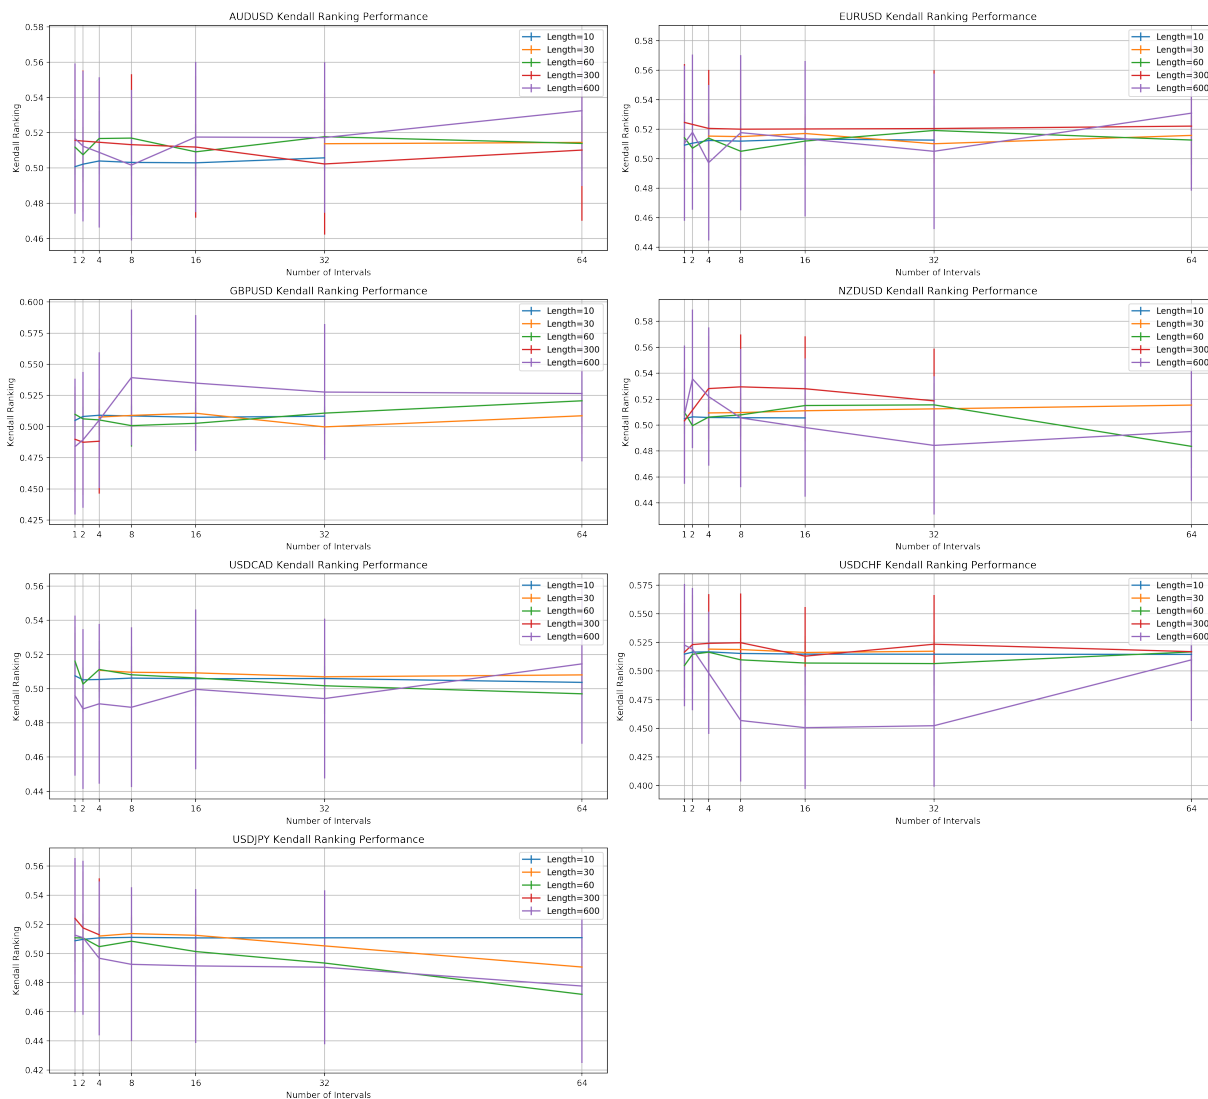 AUDUSD Kendall Ranking Performance
Kendall Ranking
0.58
0.56
0.54
0.52
0.50
0.48
0.46
Length=10
Length=30
Length=60
Length=300
Length=600
1 2 4 8 16 32 64
Number of Intervals
EURUSD Kendall Ranking Performance
Kendall Ranking
0.58
0.56
0.54
0.52
0.50
0.48
0.46
0.44
Length=10
Length=30
Length=60
Length=300
Length=600
1 2 4 8 16 32 64
Number of Intervals
GBPUSD Kendall Ranking Performance
Kendall Ranking
0.600
0.575
0.550
0.525
0.500
0.475
0.450
0.425
Length=10
Length=30
Length=60
Length=300
Length=600
1 2 4 8 16 32 64
Number of Intervals
NZDUSD Kendall Ranking Performance
Kendall Ranking
0.58
0.56
0.54
0.52
0.50
0.48
0.46
0.44
Length=10
Length=30
Length=60
Length=300
Length=600
1 2 4 8 16 32 64
Number of Intervals
USDCAD Kendall Ranking Performance
Kendall Ranking
0.56
0.54
0.52
0.50
0.48
0.46
0.44
Length=10
Length=30
Length=60
Length=300
Length=600
1 2 4 8 16 32 64
Number of Intervals
USDCHF Kendall Ranking Performance
Kendall Ranking
0.575
0.550
0.525
0.500
0.475
0.450
0.425
0.400
Length=10
Length=30
Length=60
Length=300
Length=600
1 2 4 8 16 32 64
Number of Intervals
USDJPY Kendall Ranking Performance
Kendall Ranking
0.56
0.54
0.52
0.50
0.48
0.46
0.44
0.42
Length=10
Length=30
Length=60
Length=300
Length=600
1 2 4 8 16 32 64
Number of Intervals